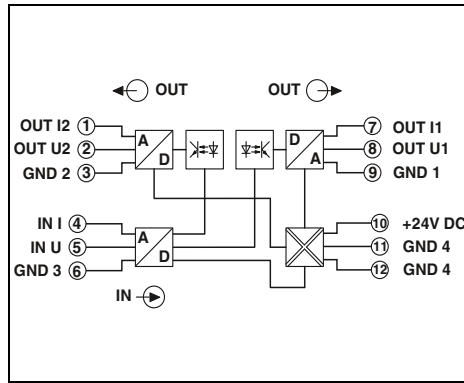 OUT OUT
OUT I2 1 7 OUT I1
A D D A
OUT U2 2 8 OUT U1
GND 2 3 9 GND 1
IN I 4 A D 10 +24V DC
IN U 5 11 GND 4
GND 3 6 12 GND 4
IN